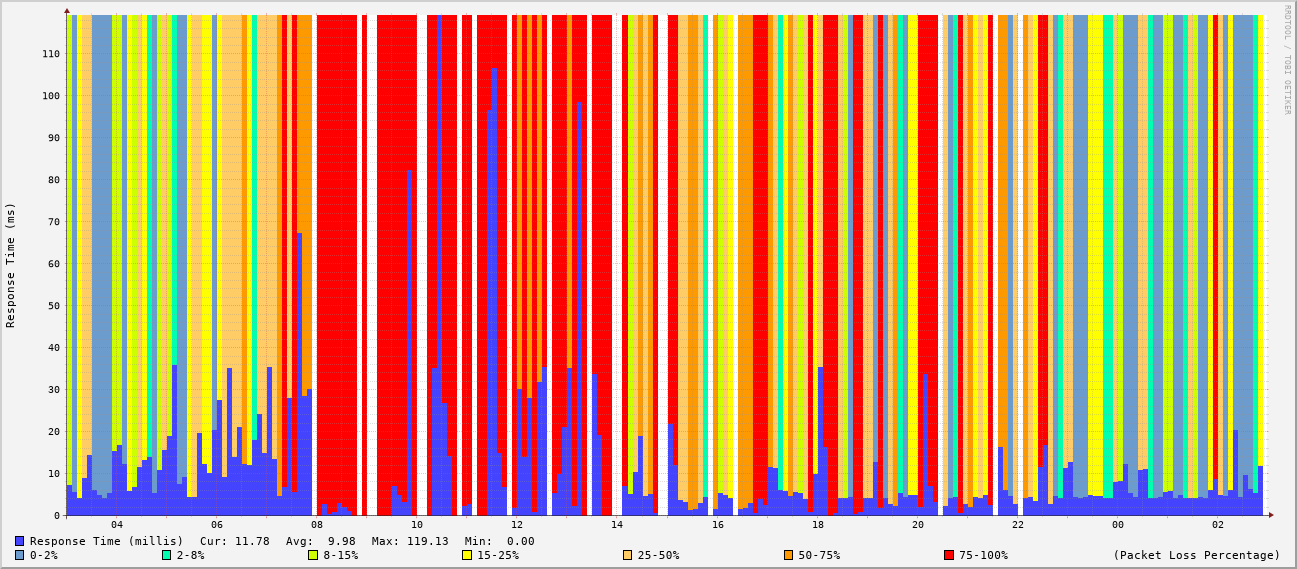 RRDTOOL / TOBI OETIKER
Response Time (ms)
110
100
90
80
70
60
50
40
30
20
10
0
04 06 08 10 12 14 16 18 20 22 00 02
Response Time (millis) Cur: 11.78 Avg: 9.98 Max: 119.13 Min: 0.00
0-2% 2-8% 8-15% 15-25% 25-50% 50-75% 75-100% (Packet Loss Percentage)